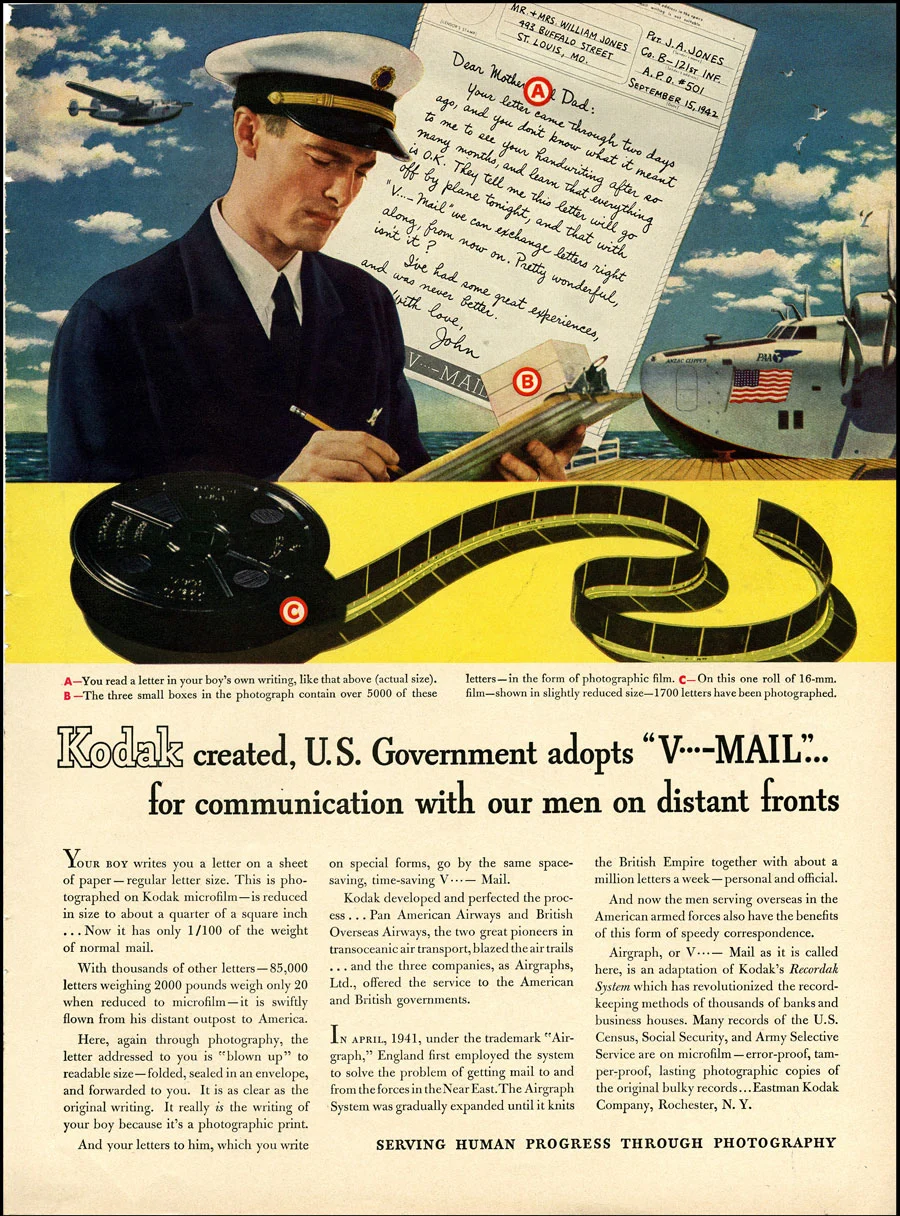 MR. + MRS. WILLIAM JONES
493 BUFFALO STREET
ST. LOUIS, MO.
PVT. J. A. JONES
Co. B - 121ST INF.
A.P.O. #501
SEPTEMBER 15, 1942
Dear Mother
Dad:
A
Your letter came through two days
ago, and you don't know what it meant
to me to see your handwriting after so
many months, and learn that everything
is O.K. They tell me this letter will go
off by plane tonight, and that with
"V...- Mail" we can exchange letters right
along, from now on. Pretty wonderful,
isn't it?
I've had some great experiences,
and was never better.
With love,
John
V···-MAIL
B
ANZAC CLIPPER
PAA
C
A—You read a letter in your boy's own writing, like that above (actual size).
B—The three small boxes in the photograph contain over 5000 of these
letters—in the form of photographic film. C—On this one roll of 16-mm.
film—shown in slightly reduced size—1700 letters have been photographed.
Kodak created, U.S. Government adopts "V···-MAIL"...
for communication with our men on distant fronts
YOUR BOY writes you a letter on a sheet
of paper—regular letter size. This is pho-
tographed on Kodak microfilm—is reduced
in size to about a quarter of a square inch
... Now it has only 1/100 of the weight
of normal mail.
With thousands of other letters—85,000
letters weighing 2000 pounds weigh only 20
when reduced to microfilm—it is swiftly
flown from his distant outpost to America.
Here, again through photography, the
letter addressed to you is "blown up" to
readable size—folded, sealed in an envelope,
and forwarded to you. It is as clear as the
original writing. It really is the writing of
your boy because it's a photographic print.
And your letters to him, which you write
on special forms, go by the same space-
saving, time-saving V···— Mail.
Kodak developed and perfected the proc-
ess ... Pan American Airways and British
Overseas Airways, the two great pioneers in
transoceanic air transport, blazed the air trails
... and the three companies, as Airgraphs,
Ltd., offered the service to the American
and British governments.
IN APRIL, 1941, under the trademark "Air-
graph," England first employed the system
to solve the problem of getting mail to and
from the forces in the Near East. The Airgraph
System was gradually expanded until it knits
the British Empire together with about a
million letters a week—personal and official.
And now the men serving overseas in the
American armed forces also have the benefits
of this form of speedy correspondence.
Airgraph, or V···— Mail as it is called
here, is an adaptation of Kodak's Recordak
System which has revolutionized the record-
keeping methods of thousands of banks and
business houses. Many records of the U.S.
Census, Social Security, and Army Selective
Service are on microfilm—error-proof, tam-
per-proof, lasting photographic copies of
the original bulky records... Eastman Kodak
Company, Rochester, N. Y.
SERVING HUMAN PROGRESS THROUGH PHOTOGRAPHY